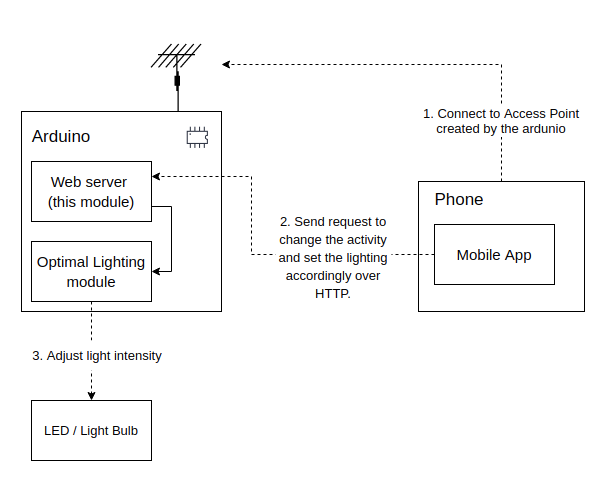 1. Connect to Access Point
created by the ardunio
Arduino
Web server
(this module)
Optimal Lighting
module
Phone
Mobile App
2. Send request to
change the activity
and set the lighting
accordingly over
HTTP.
3. Adjust light intensity
LED / Light Bulb